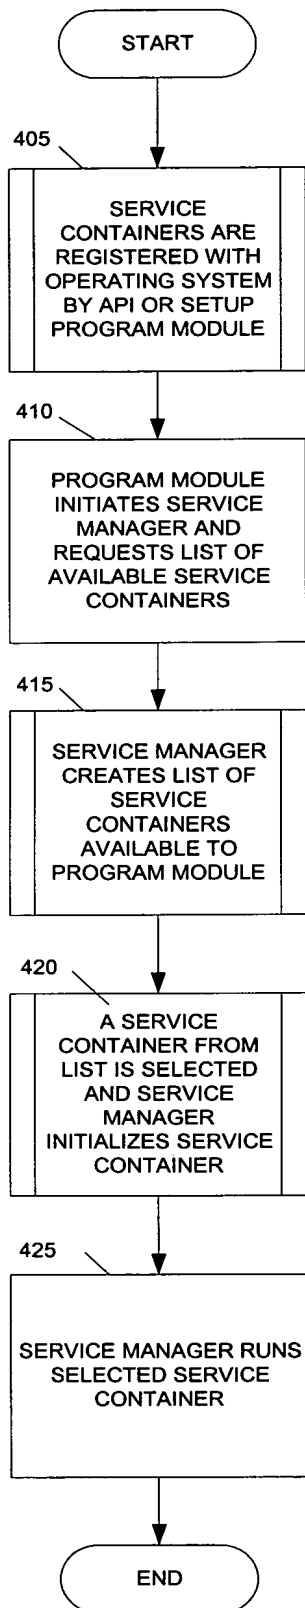 START
405
SERVICE
CONTAINERS ARE
REGISTERED WITH
OPERATING SYSTEM
BY API OR SETUP
PROGRAM MODULE
410
PROGRAM MODULE
INITIATES SERVICE
MANAGER AND
REQUESTS LIST OF
AVAILABLE SERVICE
CONTAINERS
415
SERVICE MANAGER
CREATES LIST OF
SERVICE
CONTAINERS
AVAILABLE TO
PROGRAM MODULE
420
A SERVICE
CONTAINER FROM
LIST IS SELECTED
AND SERVICE
MANAGER
INITIALIZES SERVICE
CONTAINER
425
SERVICE MANAGER RUNS
SELECTED SERVICE
CONTAINER
END